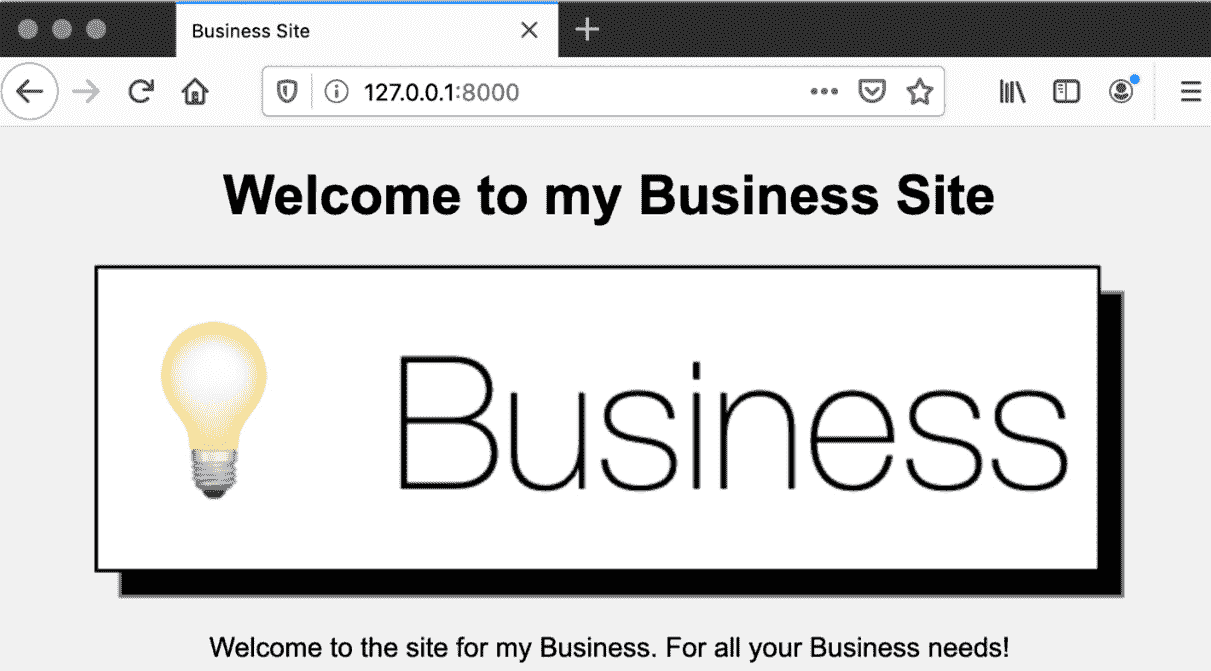 Business Site
127.0.0.1:8000
Welcome to my Business Site
Business
Welcome to the site for my Business. For all your Business needs!